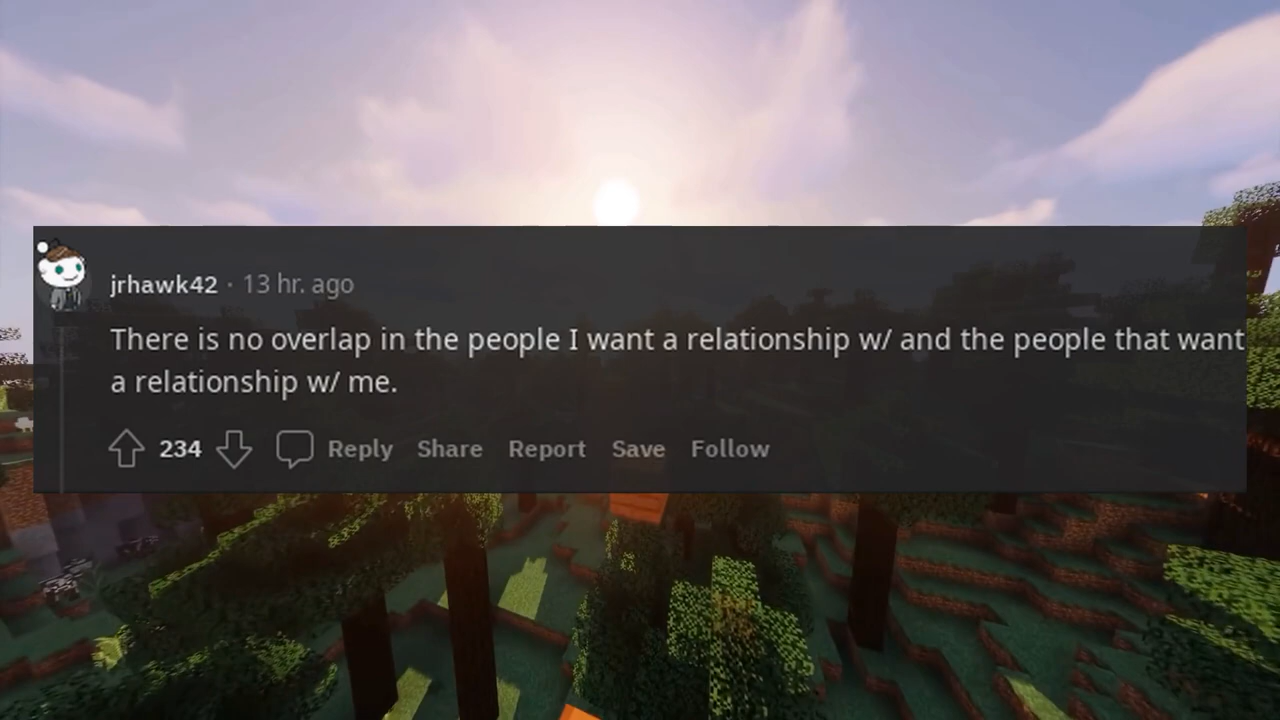 jrhawk42 · 13 hr. ago
There is no overlap in the people I want a relationship w/ and the people that want
a relationship w/ me.
234 Reply Share Report Save Follow